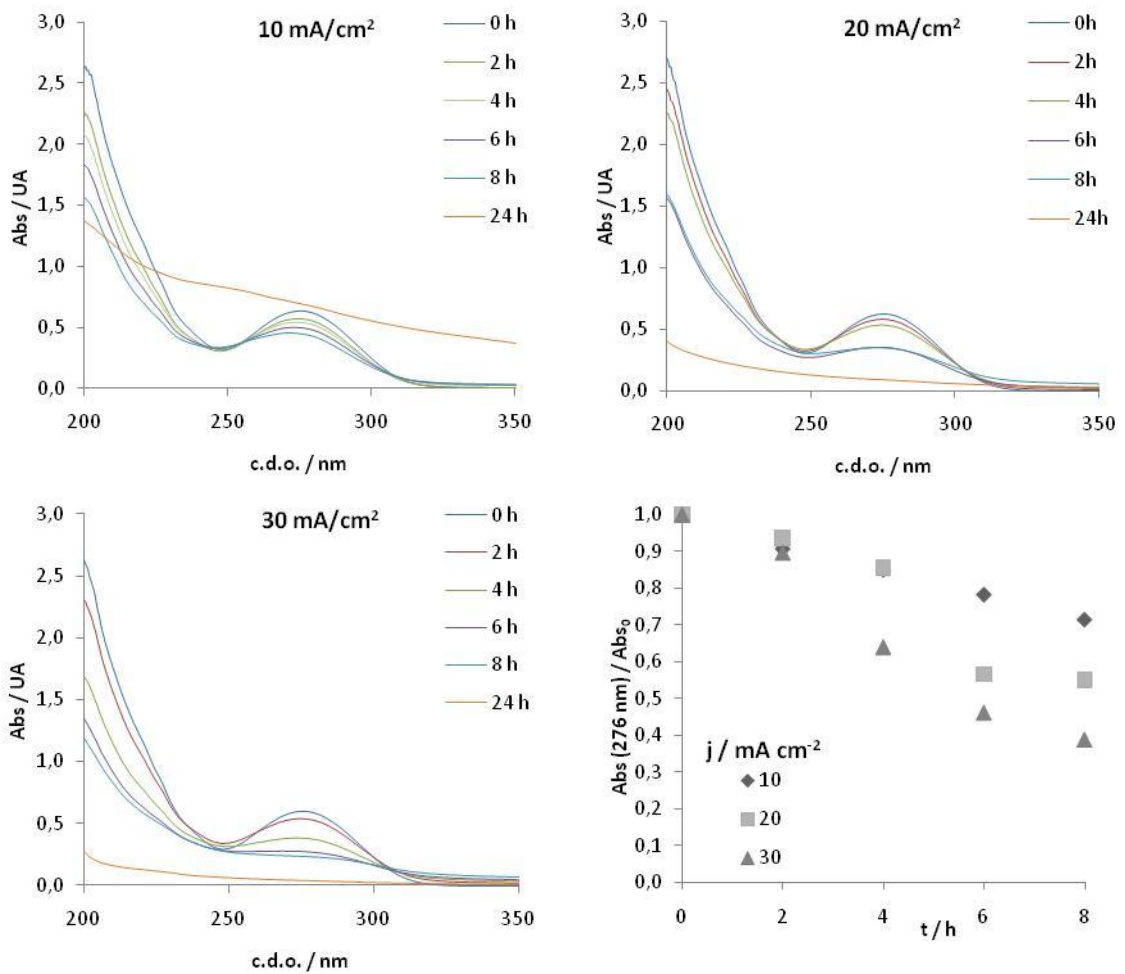 10 mA/cm²
3,0
2,5
2,0
1,5
1,0
0,5
0,0
Abs / UA
200 250 300 350
c.d.o. / nm
0 h
2 h
4 h
6 h
8 h
24 h
20 mA/cm²
3,0
2,5
2,0
1,5
1,0
0,5
0,0
Abs / UA
200 250 300 350
c.d.o. / nm
0h
2h
4h
6h
8h
24h
30 mA/cm²
3,0
2,5
2,0
1,5
1,0
0,5
0,0
Abs / UA
200 250 300 350
c.d.o. / nm
0 h
2 h
4 h
6 h
8 h
24 h
1,0
0,9
0,8
0,7
0,6
0,5
0,4
0,3
0,2
0,1
0,0
Abs (276 nm) / Abs₀
j / mA cm⁻²
10
20
30
0 2 4 6 8
t / h